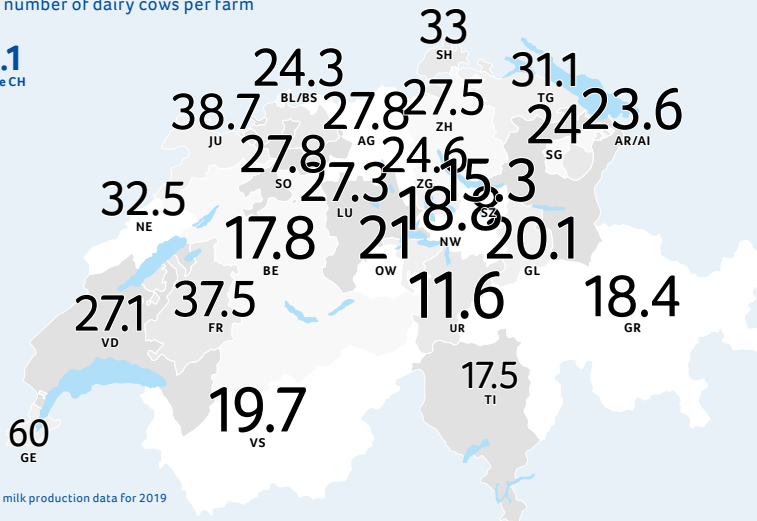 number of dairy cows per farm
.1
e CH
33
SH
24.3
BL/BS
31.1
TG
38.7
JU
27.8
AG
27.5
ZH
24
SG
23.6
AR/AI
27.8
SO
24.6
ZG
15.3
SZ
27.3
LU
32.5
NE
18.8
NW
17.8
BE
21
OW
20.1
GL
27.1
VD
37.5
FR
11.6
UR
18.4
GR
17.5
TI
19.7
VS
60
GE
milk production data for 2019